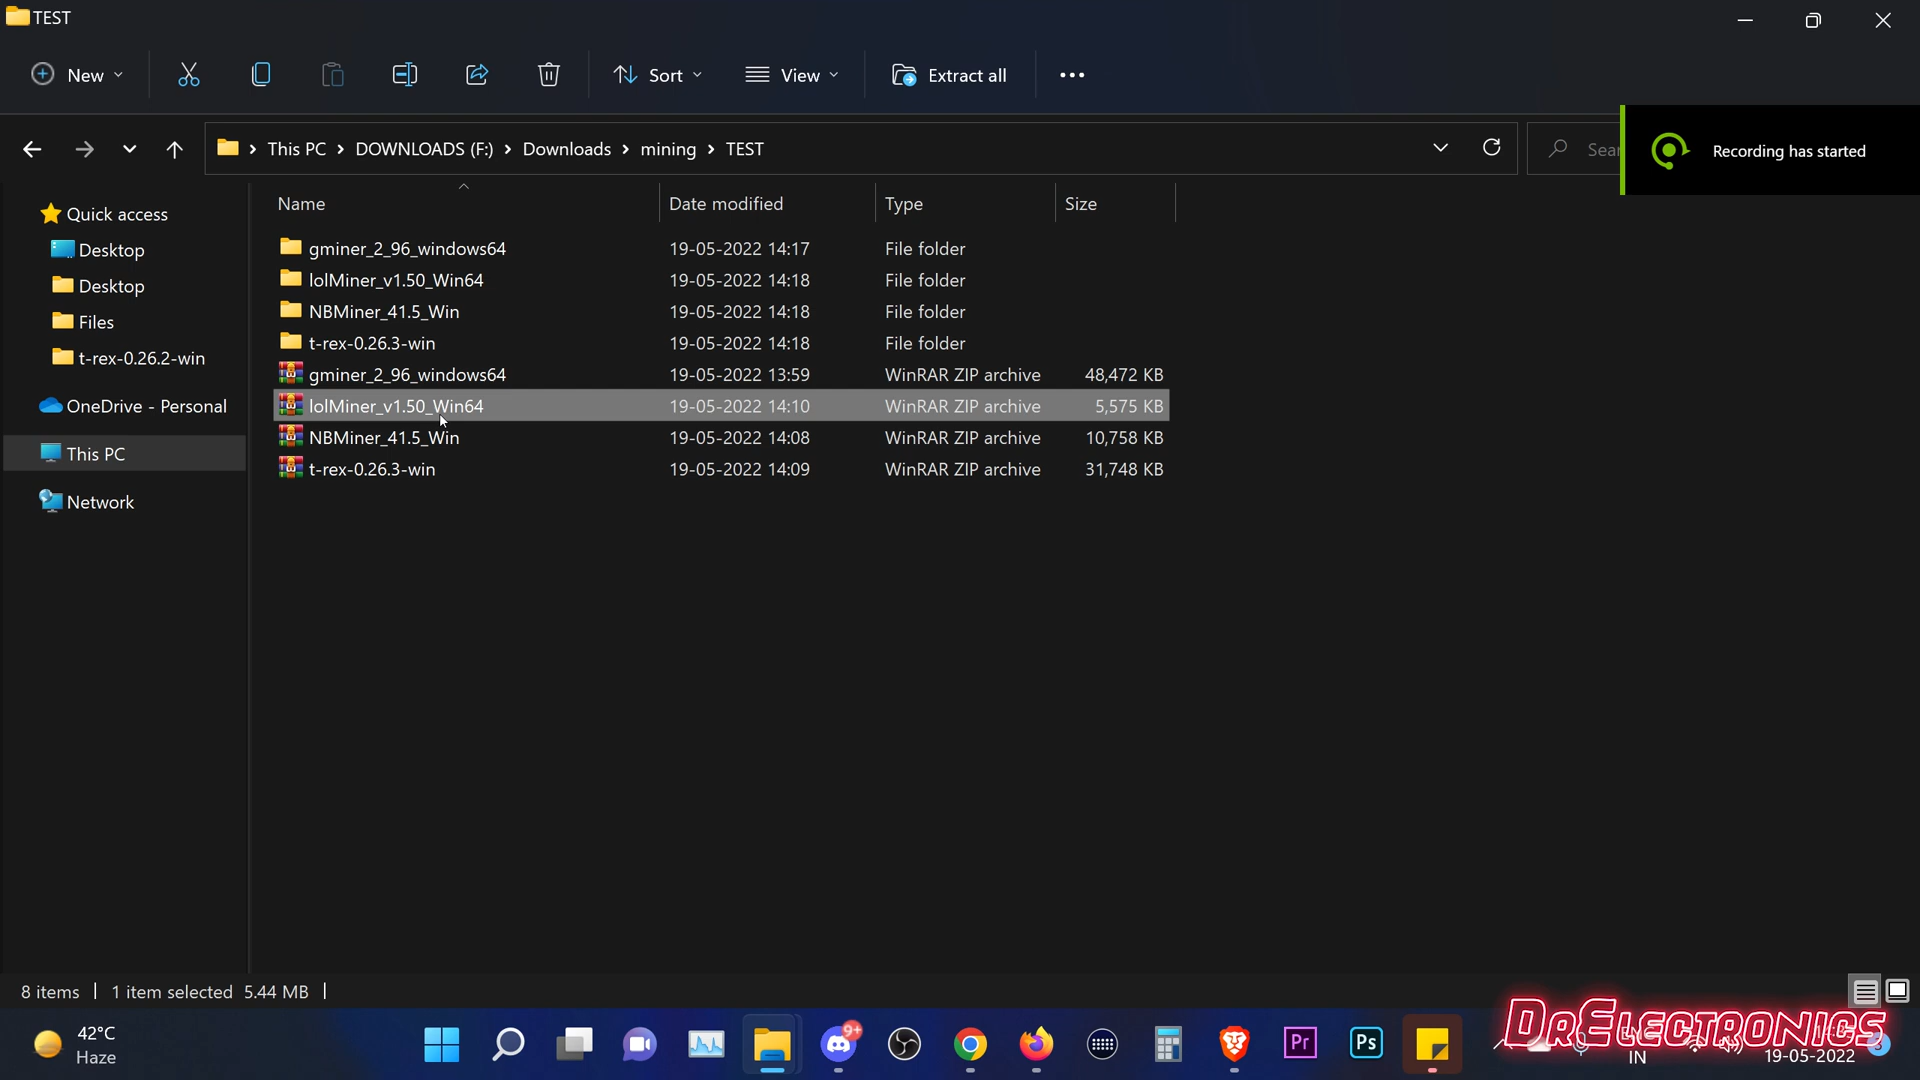 TEST
New
Sort
View
Extract all
This PC > DOWNLOADS (F:) > Downloads > mining > TEST
Sear
Recording has started
Name Date modified Type Size
gminer_2_96_windows64 19-05-2022 14:17 File folder
lolMiner_v1.50_Win64 19-05-2022 14:18 File folder
NBMiner_41.5_Win 19-05-2022 14:18 File folder
t-rex-0.26.3-win 19-05-2022 14:18 File folder
gminer_2_96_windows64 19-05-2022 13:59 WinRAR ZIP archive 48,472 KB
lolMiner_v1.50_Win64 19-05-2022 14:10 WinRAR ZIP archive 5,575 KB
NBMiner_41.5_Win 19-05-2022 14:08 WinRAR ZIP archive 10,758 KB
t-rex-0.26.3-win 19-05-2022 14:09 WinRAR ZIP archive 31,748 KB
Quick access
Desktop
Desktop
Files
t-rex-0.26.2-win
OneDrive - Personal
This PC
Network
8 items | 1 item selected 5.44 MB |
42°C
Haze
9+
Pr
Ps
DrElectronics
IN
19-05-2022
3